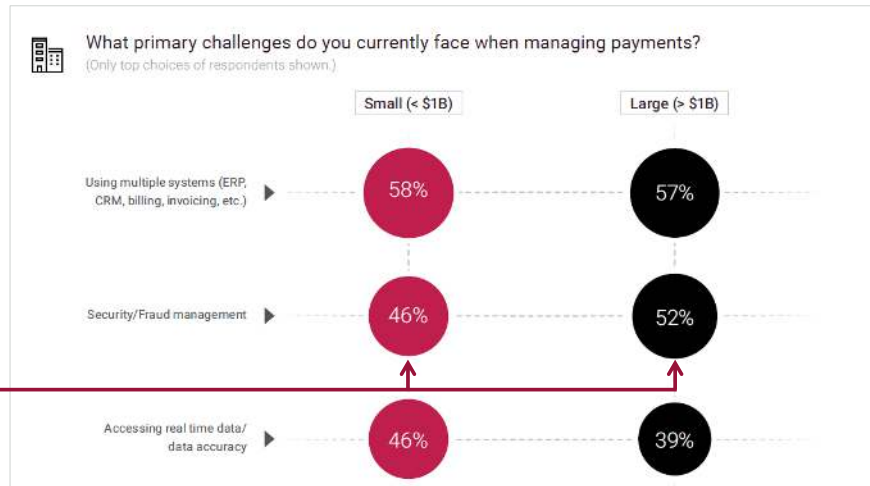 What primary challenges do you currently face when managing payments?
(Only top choices of respondents shown.)
Small (< $1B)
Large (> $1B)
Using multiple systems (ERP,
CRM, billing, invoicing, etc.)
58%
57%
Security/Fraud management
46%
52%
Accessing real time data/
data accuracy
46%
39%